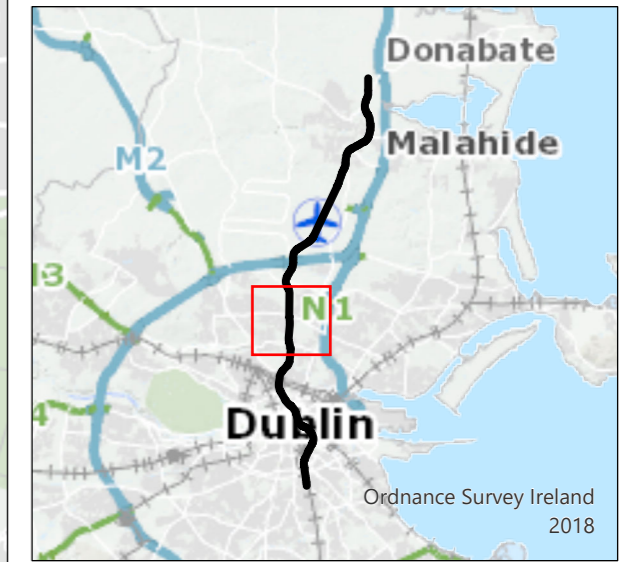 Donabate
Malahide
M2
N1
Dublin
Ordnance Survey Ireland
2018